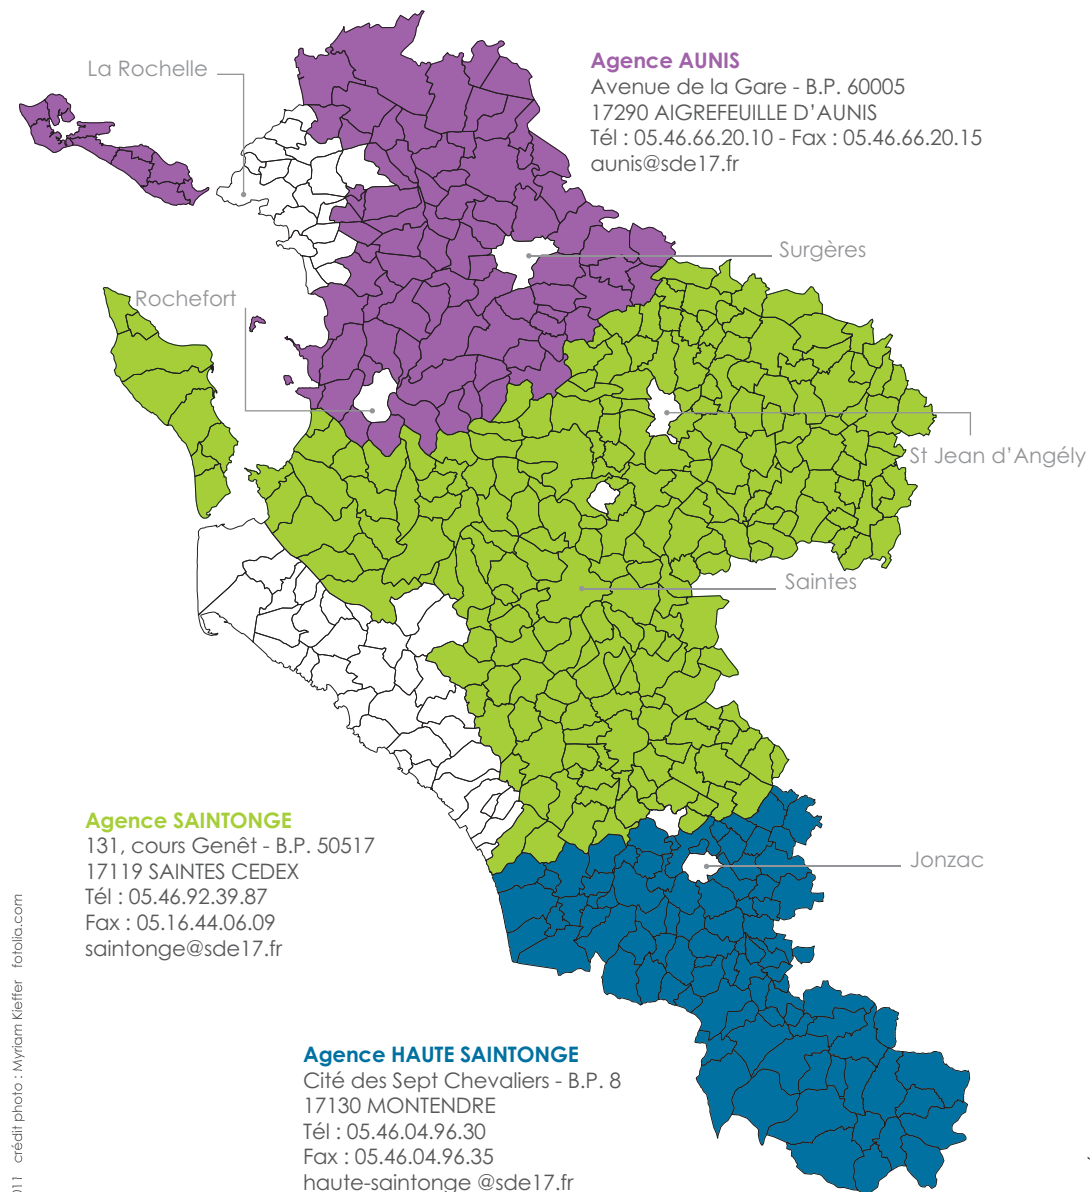 La Rochelle
Agence AUNIS
Avenue de la Gare - B.P. 60005
17290 AIGREFEUILLE D'AUNIS
Tél : 05.46.66.20.10 - Fax : 05.46.66.20.15
aunis@sde17.fr
Surgères
Rochefort
St Jean d'Angély
Saintes
Agence SAINTONGE
131, cours Genêt - B.P. 50517
17119 SAINTES CEDEX
Tél : 05.46.92.39.87
Fax : 05.16.44.06.09
saintonge@sde17.fr
Jonzac
Agence HAUTE SAINTONGE
Cité des Sept Chevaliers - B.P. 8
17130 MONTENDRE
Tél : 05.46.04.96.30
Fax : 05.46.04.96.35
haute-saintonge @sde17.fr
crédit photo : Myriam Kieffer fotolia.com